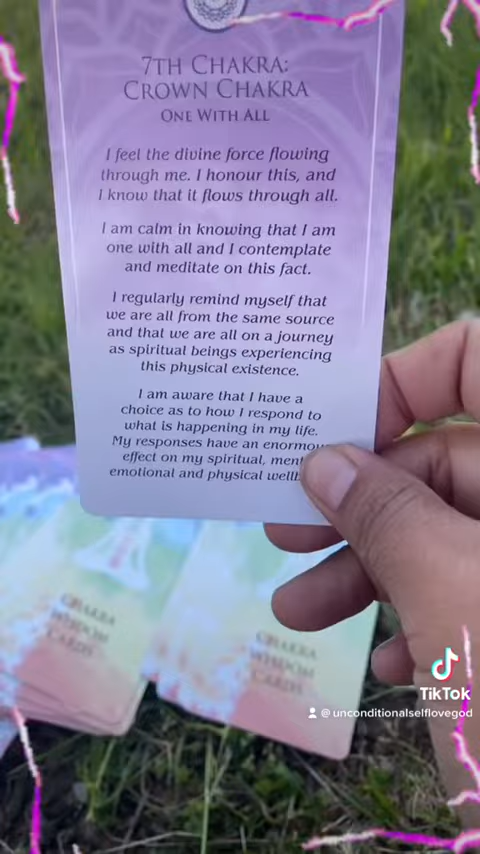 7TH CHAKRA:
CROWN CHAKRA
ONE WITH ALL
I feel the divine force flowing
through me. I honour this, and
I know that it flows through all.
I am calm in knowing that I am
one with all and I contemplate
and meditate on this fact.
I regularly remind myself that
we are all from the same source
and that we are all on a journey
as spiritual beings experiencing
this physical existence.
I am aware that I have a
choice as to how I respond to
what is happening in my life.
My responses have an enormous
effect on my spiritual,
emotional and physical
CHAKRA
WISDOM
CARDS
CHAKRA
WISDOM
CARDS
TikTok
@unconditionalselflovegod